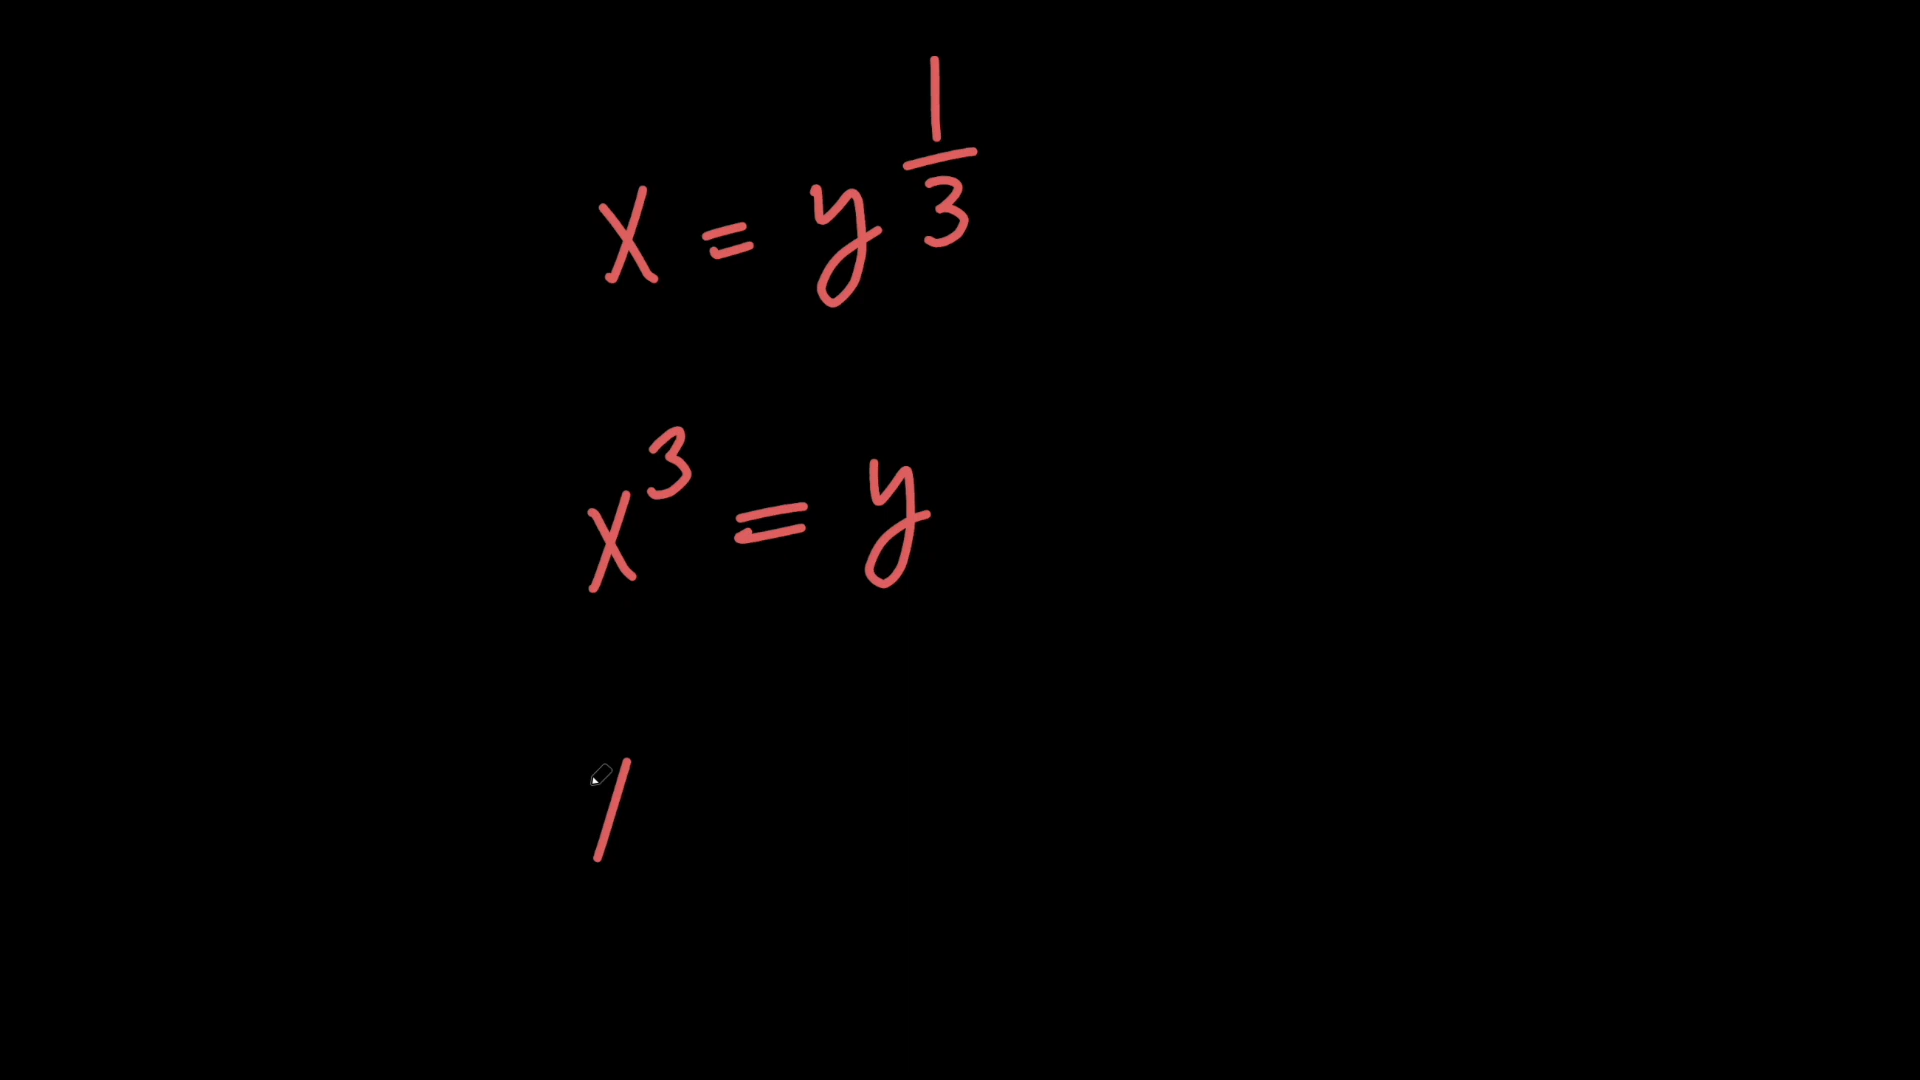 x = y^{1/3}
x^3 = y